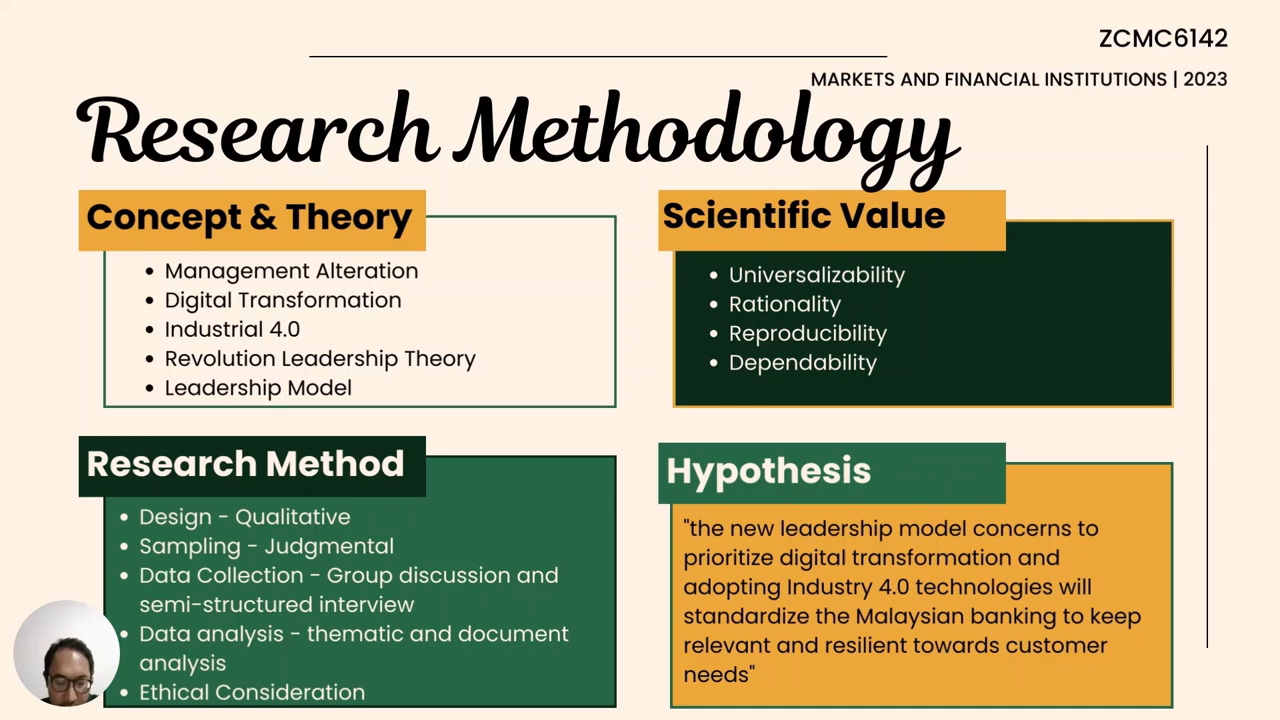 ZCMC6142
MARKETS AND FINANCIAL INSTITUTIONS | 2023
Research Methodology
Concept & Theory
• Management Alteration
• Digital Transformation
• Industrial 4.0
• Revolution Leadership Theory
• Leadership Model
Scientific Value
• Universalizability
• Rationality
• Reproducibility
• Dependability
Research Method
• Design - Qualitative
• Sampling - Judgmental
• Data Collection - Group discussion and
semi-structured interview
• Data analysis - thematic and document
analysis
• Ethical Consideration
Hypothesis
"the new leadership model concerns to
prioritize digital transformation and
adopting Industry 4.0 technologies will
standardize the Malaysian banking to keep
relevant and resilient towards customer
needs"